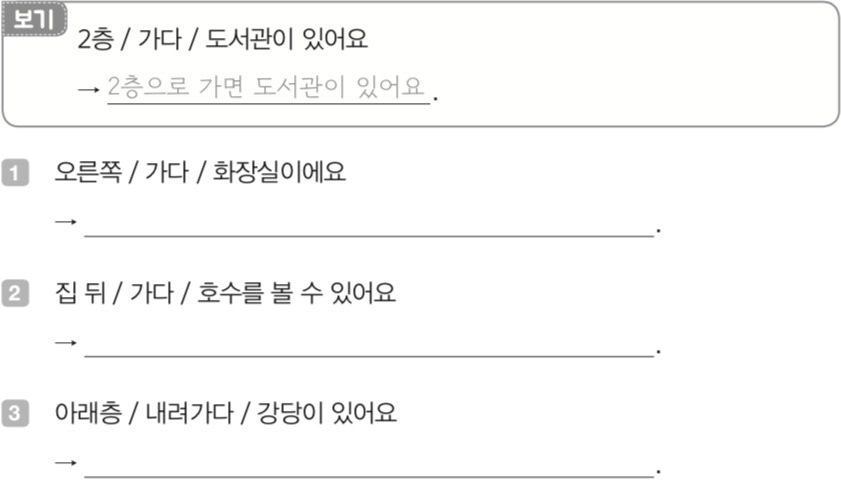 보기
2층 / 가다 / 도서관이 있어요
→ 2층으로 가면 도서관이 있어요.
1 오른쪽 / 가다 / 화장실이에요
→ .
2 집 뒤 / 가다 / 호수를 볼 수 있어요
→ .
3 아래층 / 내려가다 / 강당이 있어요
→ .